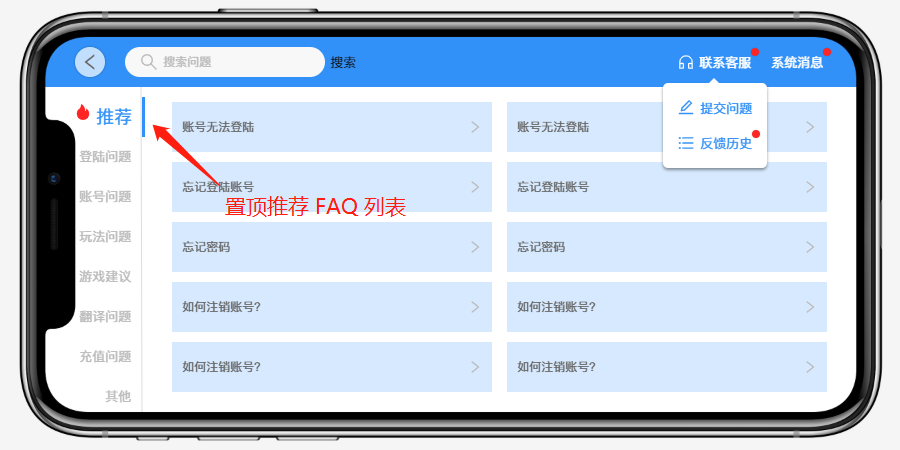 搜索问题
搜索
联系客服
系统消息
提交问题
反馈历史
推荐
登陆问题
账号问题
玩法问题
游戏建议
翻译问题
充值问题
其他
账号无法登陆
账号无法登陆
忘记登陆账号
忘记登陆账号
置顶推荐 FAQ 列表
忘记密码
忘记密码
如何注销账号?
如何注销账号?
如何注销账号?
如何注销账号?